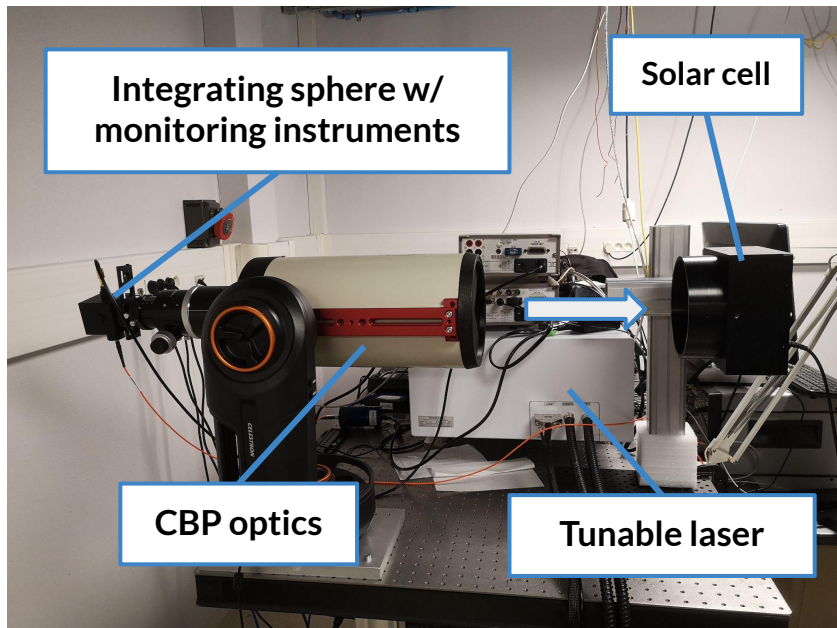 Integrating sphere w/
monitoring instruments
Solar cell
CELESTRON
CBP optics
Tunable laser